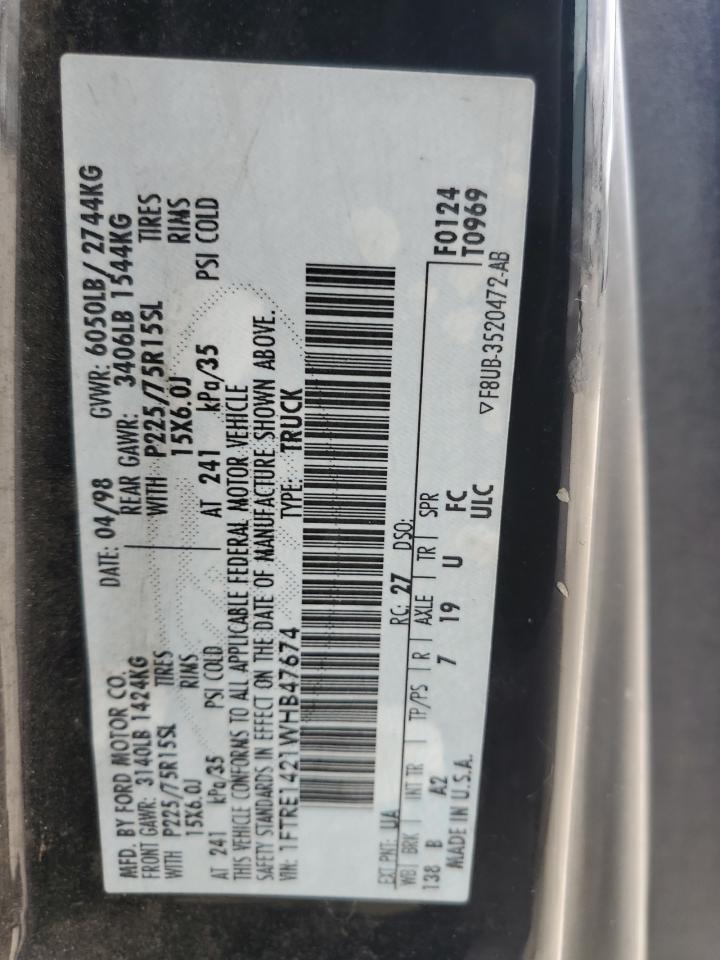 MFD. BY FORD MOTOR CO. DATE: 04/98 GVWR: 6050LB/ 2744KG
FRONT GAWR: 3140LB 1424KG REAR GAWR: 3406LB 1544KG
WITH P225/75R15SL TIRES WITH P225/75R15SL TIRES
15X6.0J RIMS 15X6.0J RIMS
AT 241 kPa/35 PSI COLD AT 241 kPa/35 PSI COLD
THIS VEHICLE CONFORMS TO ALL APPLICABLE FEDERAL MOTOR VEHICLE
SAFETY STANDARDS IN EFFECT ON THE DATE OF MANUFACTURE SHOWN ABOVE.
VIN: 1FTRE1421WHB47674 TYPE: TRUCK
F0124
T0969
EXT PNT: UA RC: 27 DSO:
WB BRK INT TR TP/PS R AXLE TR SPR
138 B A2 7 19 U FC
MADE IN U.S.A. ULC
▽F8UB-3520472-AB